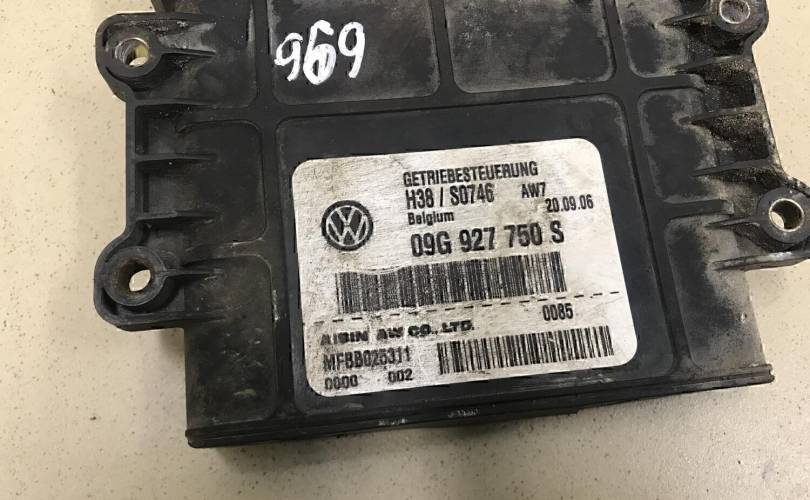 969
GETRIEBESTEUERUNG
H38 / S0746 AW7
Belgium 20.09.06
09G 927 750 S
0085
AISIN AW CO., LTD.
MFBB026311
0000 002